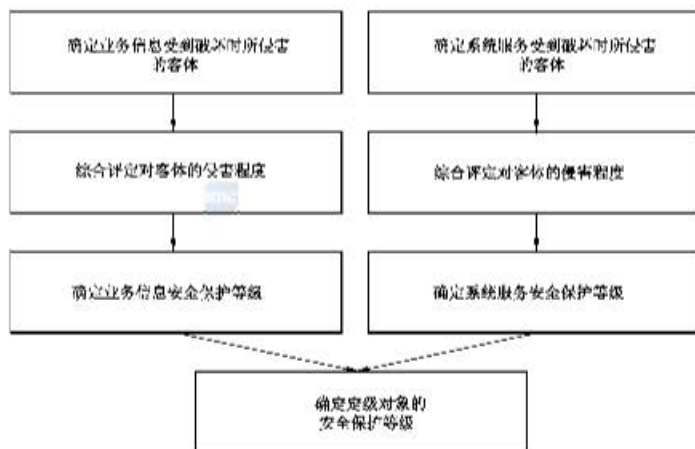 确定业务信息受到破坏时所侵害
的客体
确定系统服务受到破坏时所侵害
的客体
综合评定对客体的侵害程度
综合评定对客体的侵害程度
确定业务信息安全保护等级
确定系统服务安全保护等级
确定定级对象的
安全保护等级